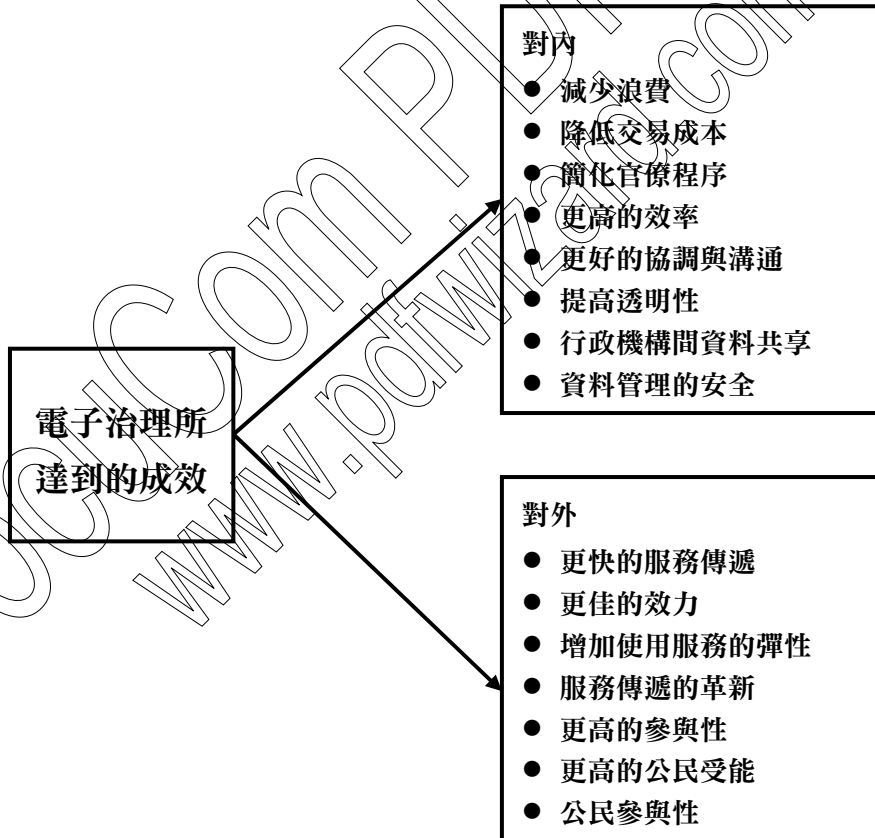 對內
● 減少浪費
● 降低交易成本
● 簡化官僚程序
● 更高的效率
● 更好的協調與溝通
● 提高透明性
● 行政機構間資料共享
● 資料管理的安全
電子治理所
達到的成效
對外
● 更快的服務傳遞
● 更佳的效力
● 增加使用服務的彈性
● 服務傳遞的革新
● 更高的參與性
● 更高的公民受能
● 公民參與性
www.pdfwizard.com